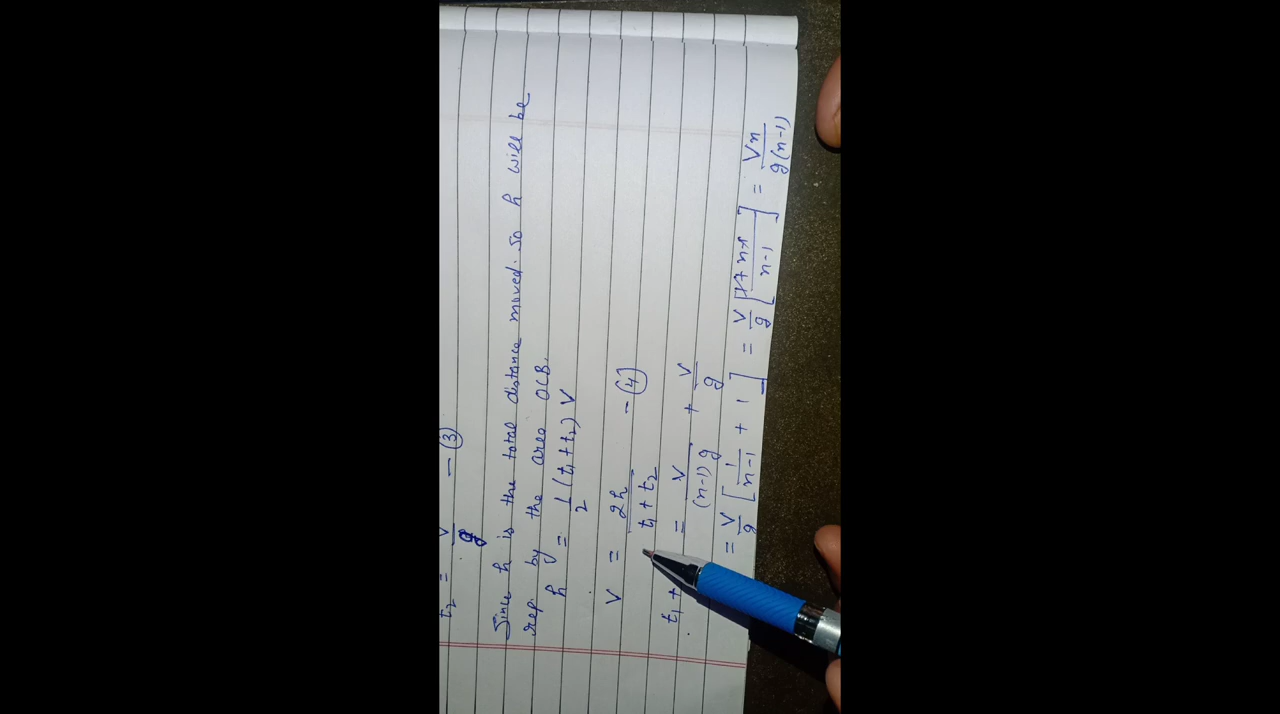 t₂ = V/g - ③
Since h is the total distance moved. So h will be
rep. by the area OCB.
h = 1/2 (t₁ + t₂) V
V = 2h/(t₁ + t₂) - ④
t₁ + = V/((n-1)g) + V/g
= V/g [1/(n-1) + 1] = V/g [(1+n-1)/(n-1)] = Vn/(g(n-1))